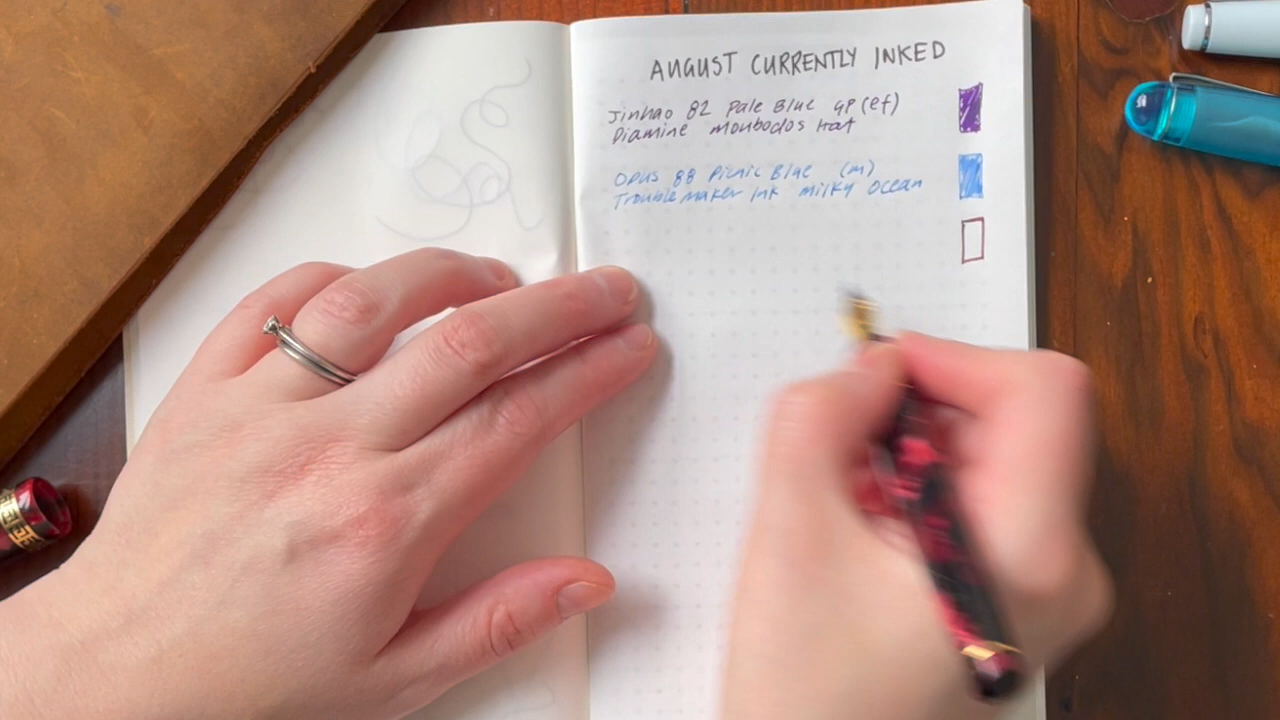 AUGUST CURRENTLY INKED
Jinhao 82 Pale Blue GP (ef)
Diamine Moubodos Hat
Opus 88 Picnic Blue (m)
Troublemaker Ink Milky Ocean